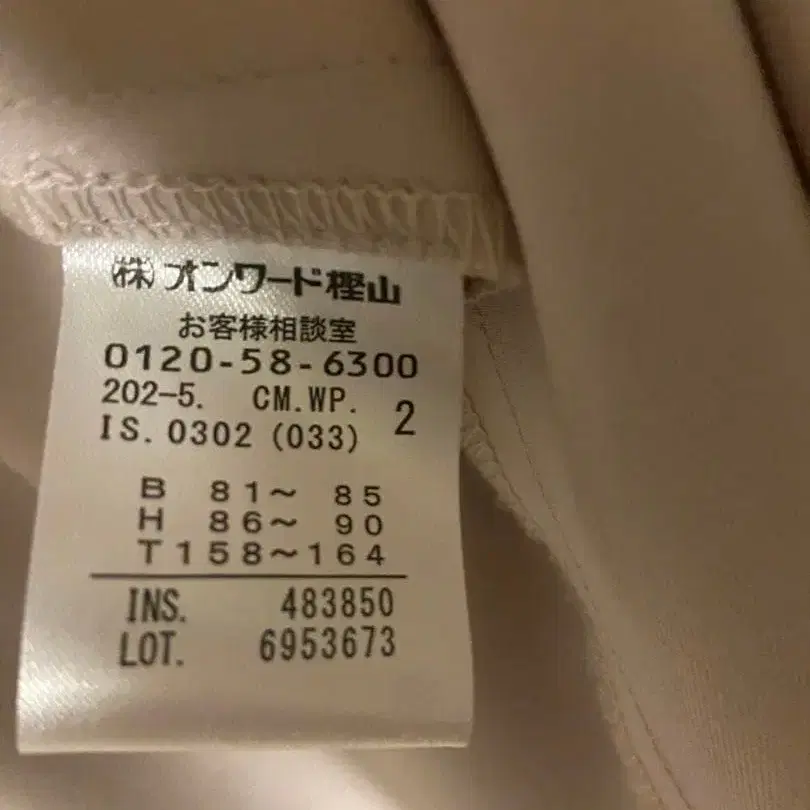 ㈱オンワード樫山
お客様相談室
0120-58-6300
202-5. CM.WP. 2
IS.0302 (033)
B 81～ 85
H 86～ 90
T 158～164
INS. 483850
LOT. 6953673